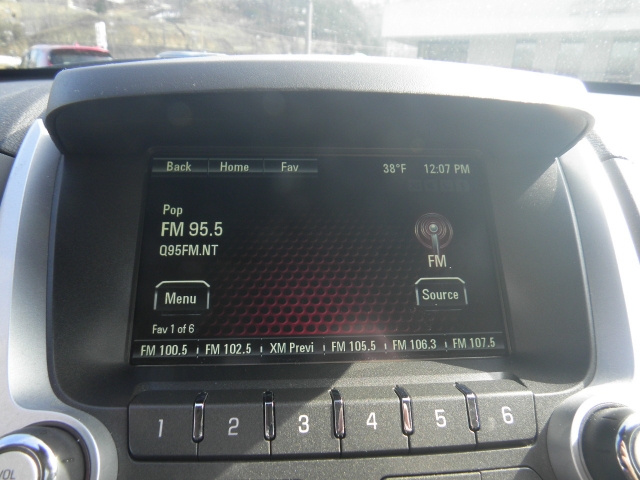 Back Home Fav 38°F 12:07 PM
Pop
FM 95.5
Q95FM.NT
FM
Menu Source
Fav 1 of 6
FM 100.5 FM 102.5 XM Previ FM 105.5 FM 106.3 FM 107.5
1 2 3 4 5 6
VOL